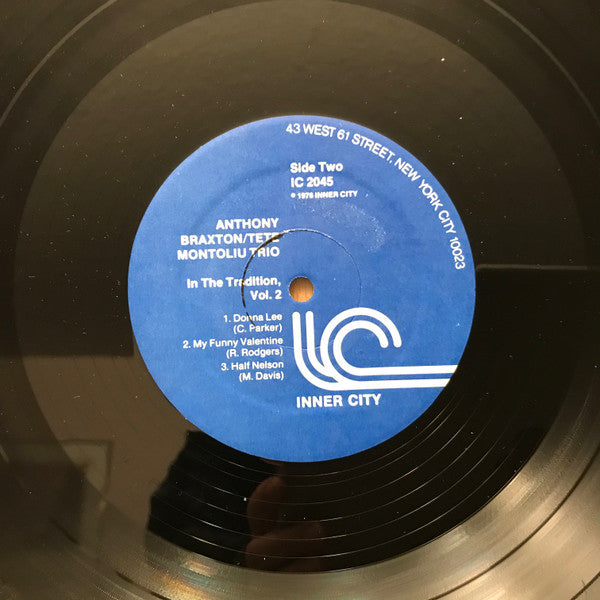 43 WEST 61 STREET, NEW YORK CITY 10023
Side Two
IC 2045
℗ 1976 INNER CITY
ANTHONY
BRAXTON/TETE
MONTOLIU TRIO
In The Tradition,
Vol. 2
1. Donna Lee
(C. Parker)
2. My Funny Valentine
(R. Rodgers)
3. Half Nelson
(M. Davis)
INNER CITY